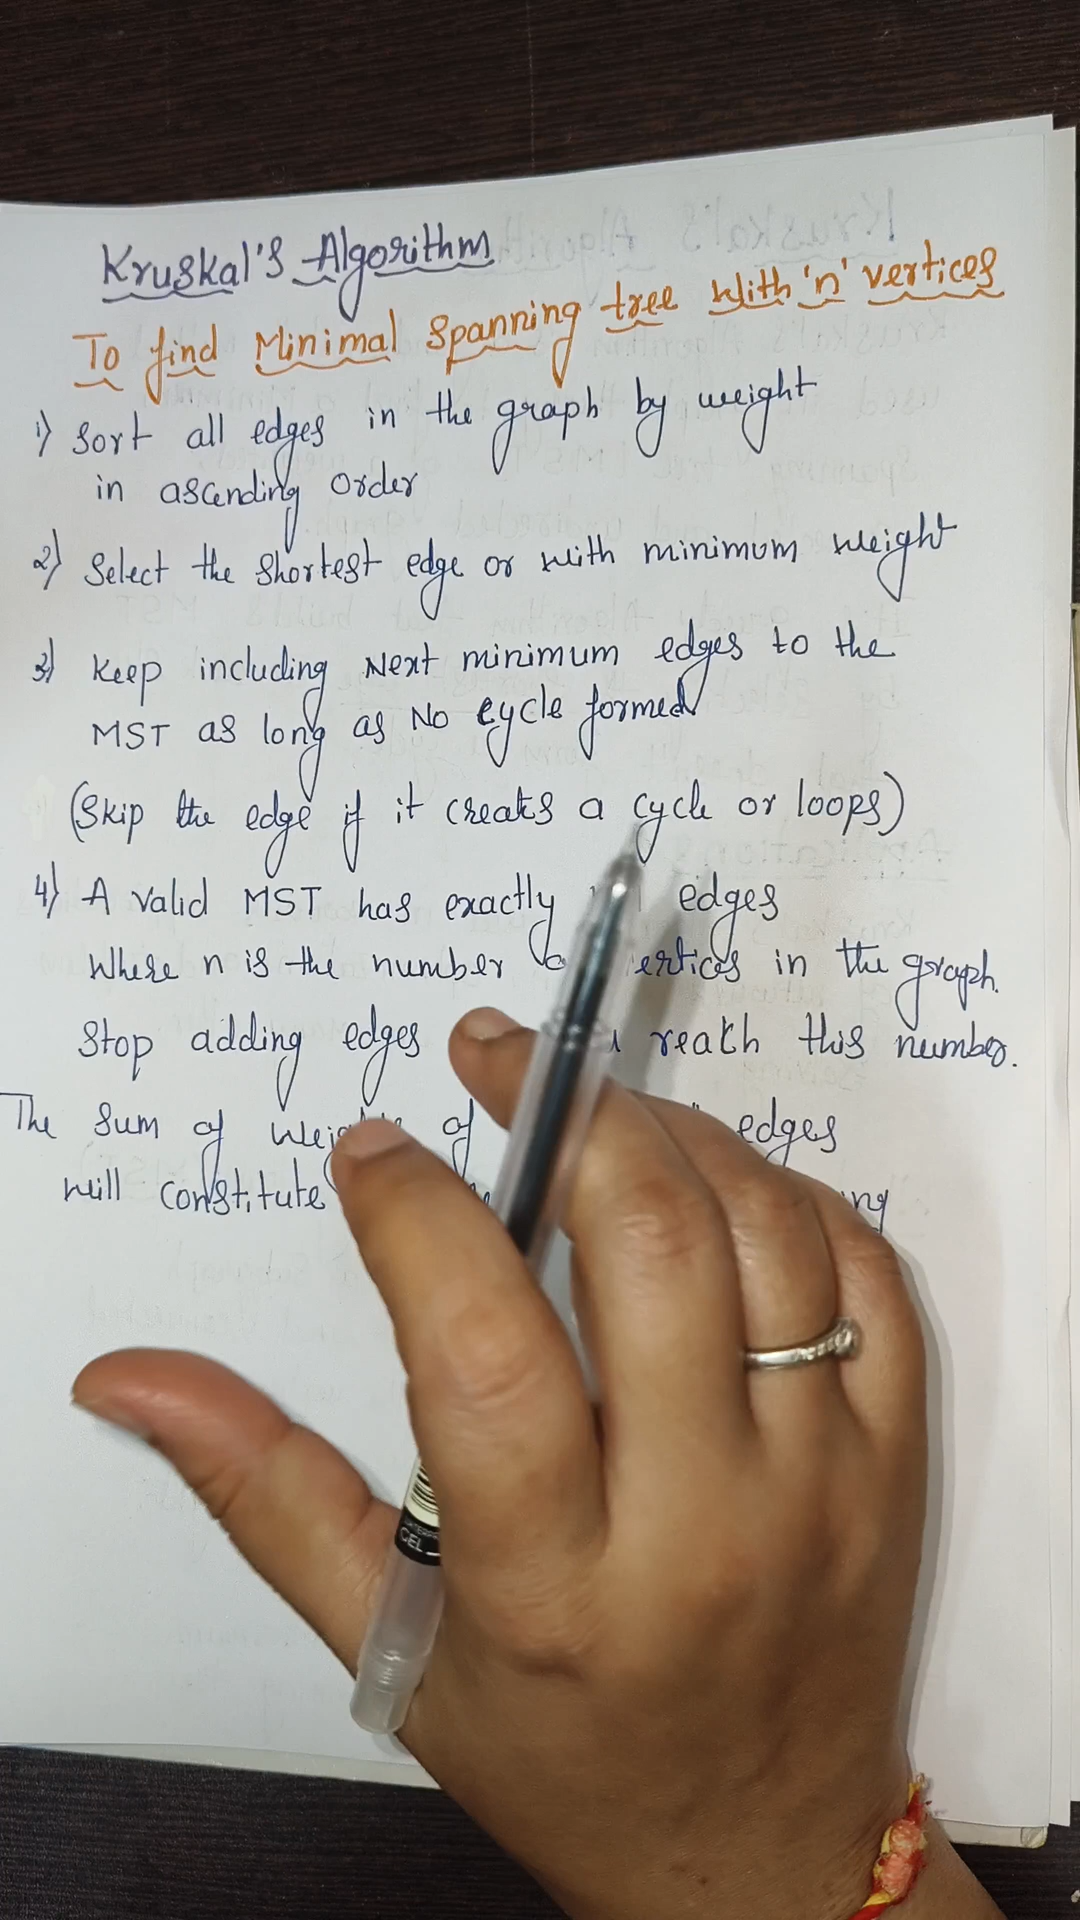 Kruskal's Algorithm
To find Minimal Spanning tree With 'n' vertices
1) Sort all edges in the graph by weight
in ascending order
2) Select the shortest edge or with minimum weight
3) Keep including Next minimum edges to the
MST as long as No cycle formed
(Skip the edge if it creats a cycle or loops)
4) A valid MST has exactly edges
Where n is the number in the graph.
Stop adding edges reach this number.
The sum of of edges
will constitute
GEL